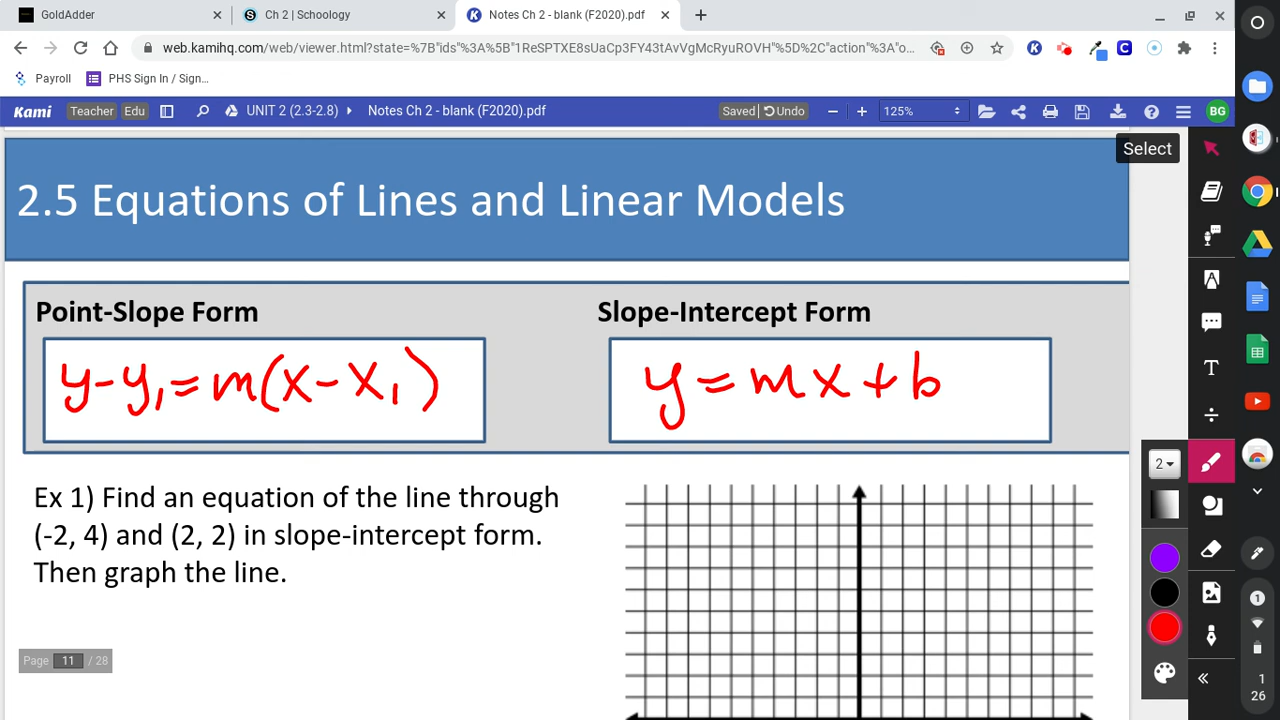 GoldAdder
Ch 2 | Schoology
Notes Ch 2 - blank (F2020).pdf
web.kamihq.com/web/viewer.html?state=%7B"ids"%3A%5B"1ReSPTXE8sUaCp3FY43tAvVgMcRyuROVH"%5D%2C"action"%3A"o...
Payroll
PHS Sign In / Sign...
Kami Teacher Edu UNIT 2 (2.3-2.8) Notes Ch 2 - blank (F2020).pdf Saved Undo 125% BG
Select
2.5 Equations of Lines and Linear Models
Point-Slope Form
y-y₁=m(x-x₁)
Slope-Intercept Form
y=mx+b
Ex 1) Find an equation of the line through
(-2, 4) and (2, 2) in slope-intercept form.
Then graph the line.
Page 11 / 28
2
1
1
26